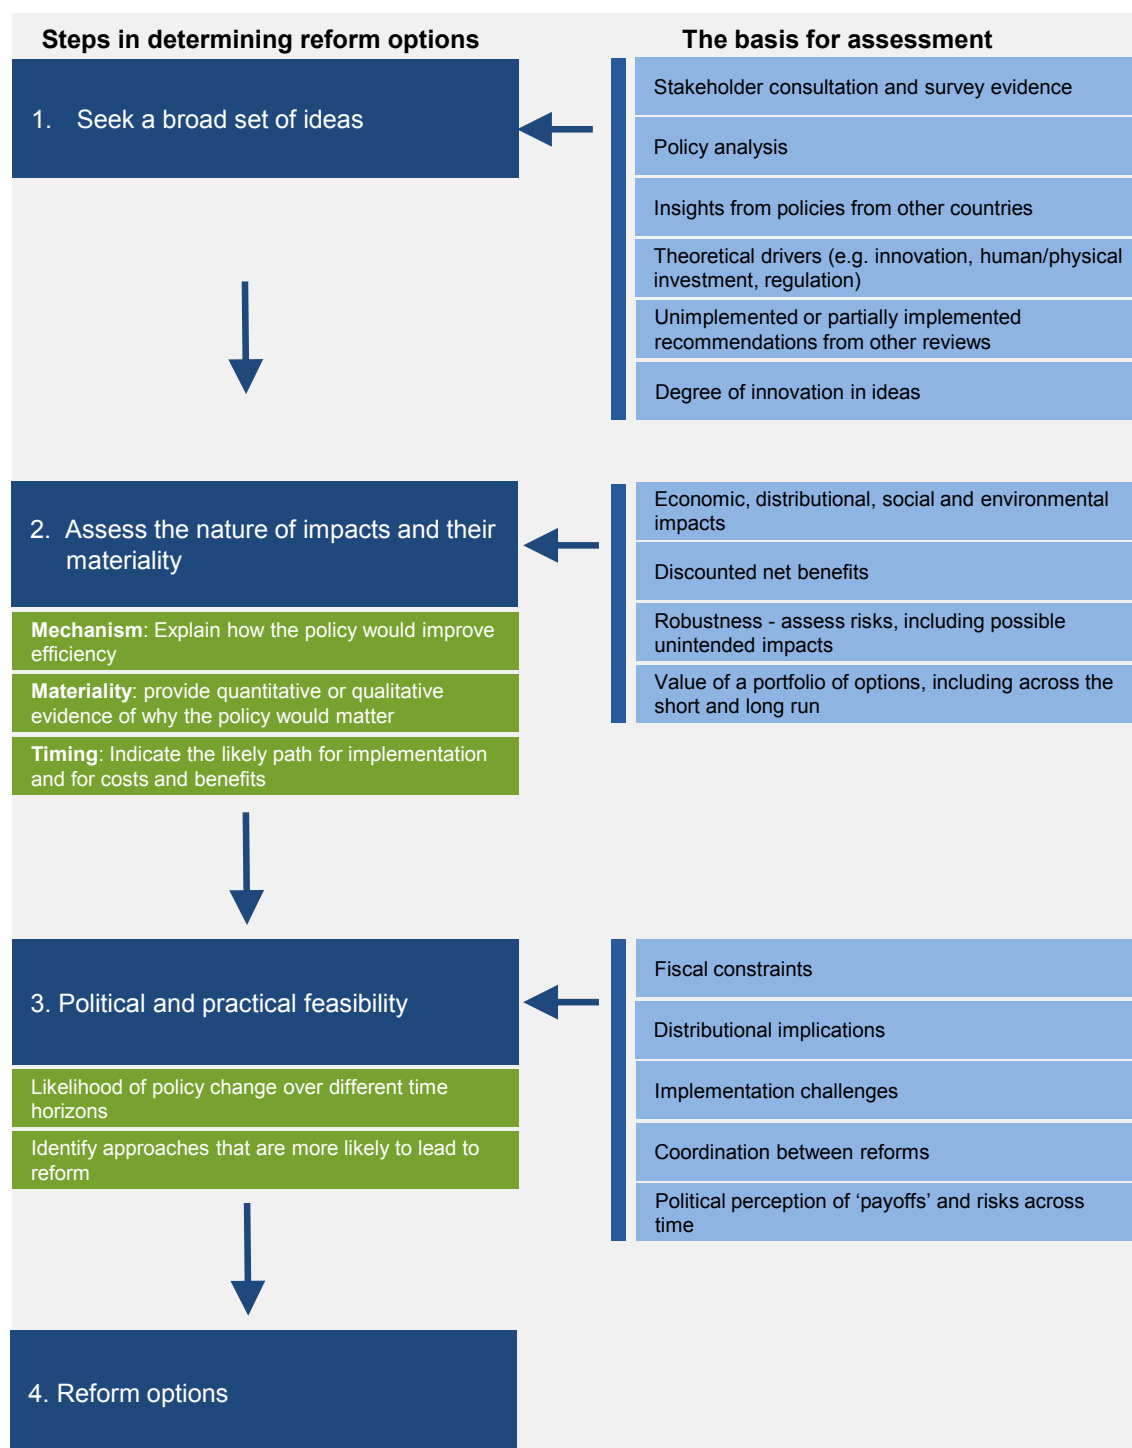 Steps in determining reform options
The basis for assessment
1. Seek a broad set of ideas
Stakeholder consultation and survey evidence
Policy analysis
Insights from policies from other countries
Theoretical drivers (e.g. innovation, human/physical
investment, regulation)
Unimplemented or partially implemented
recommendations from other reviews
Degree of innovation in ideas
2. Assess the nature of impacts and their
materiality
Mechanism: Explain how the policy would improve
efficiency
Materiality: provide quantitative or qualitative
evidence of why the policy would matter
Timing: Indicate the likely path for implementation
and for costs and benefits
Economic, distributional, social and environmental
impacts
Discounted net benefits
Robustness - assess risks, including possible
unintended impacts
Value of a portfolio of options, including across the
short and long run
3. Political and practical feasibility
Likelihood of policy change over different time
horizons
Identify approaches that are more likely to lead to
reform
Fiscal constraints
Distributional implications
Implementation challenges
Coordination between reforms
Political perception of ‘payoffs’ and risks across
time
4. Reform options